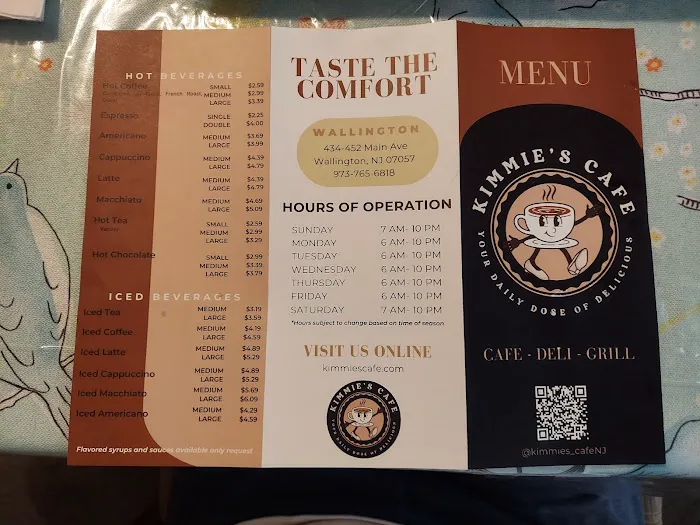 HOT BEVERAGES
Hot Coffee SMALL $2.59
French Roast, MEDIUM $2.99
LARGE $3.39
Espresso SINGLE $2.25
DOUBLE $4.00
Americano MEDIUM $3.69
LARGE $3.99
Cappuccino MEDIUM $4.39
LARGE $4.79
Latte MEDIUM $4.39
LARGE $4.79
Macchiato MEDIUM $4.69
LARGE $5.09
Hot Tea SMALL $2.59
MEDIUM $2.99
LARGE $3.29
Hot Chocolate SMALL $2.99
MEDIUM $3.39
LARGE $3.79
ICED BEVERAGES
Iced Tea MEDIUM $3.19
LARGE $3.59
Iced Coffee MEDIUM $4.19
LARGE $4.59
Iced Latte MEDIUM $4.89
LARGE $5.29
Iced Cappuccino MEDIUM $4.89
LARGE $5.29
Iced Macchiato MEDIUM $5.69
LARGE $6.09
Iced Americano MEDIUM $4.29
LARGE $4.59
Flavored syrups and sauces available only request
TASTE THE
COMFORT
WALLINGTON
434-452 Main Ave
Wallington, NJ 07057
973-765-6818
HOURS OF OPERATION
SUNDAY 7 AM- 10 PM
MONDAY 6 AM- 10 PM
TUESDAY 6 AM- 10 PM
WEDNESDAY 6 AM- 10 PM
THURSDAY 6 AM- 10 PM
FRIDAY 6 AM- 10 PM
SATURDAY 7 AM- 10 PM
*Hours subject to change based on time of season
VISIT US ONLINE
kimmiescafe.com
KIMMIE'S CAFE
YOUR DAILY DOSE OF DELICIOUS
MENU
KIMMIE'S CAFE
YOUR DAILY DOSE OF DELICIOUS
CAFE - DELI - GRILL
@kimmies_cafeNJ